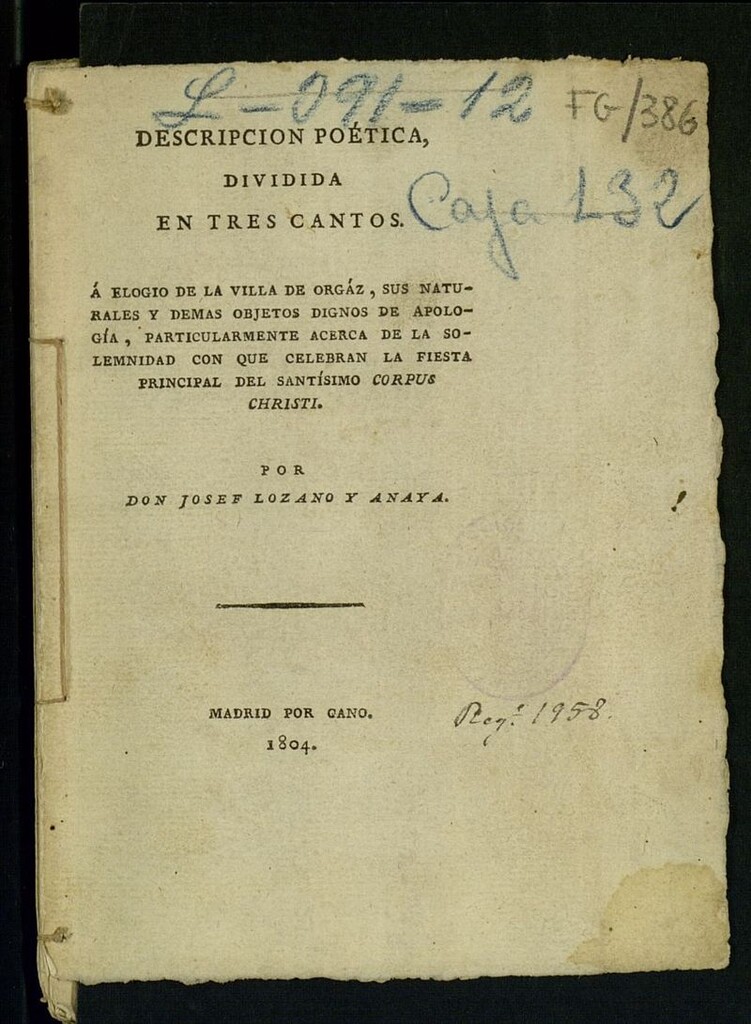 L-091-12
FG/386
DESCRIPCION POÉTICA,
DIVIDIDA
Caja 132
EN TRES CANTOS.
Á ELOGIO DE LA VILLA DE ORGÁZ, SUS NATU-
RALES Y DEMAS OBJETOS DIGNOS DE APOLO-
GÍA, PARTICULARMENTE ACERCA DE LA SO-
LEMNIDAD CON QUE CELEBRAN LA FIESTA
PRINCIPAL DEL SANTÍSIMO CORPUS
CHRISTI.
POR
DON JOSEF LOZANO Y ANAYA.
MADRID POR CANO.
Reg.º 1958.
1804.